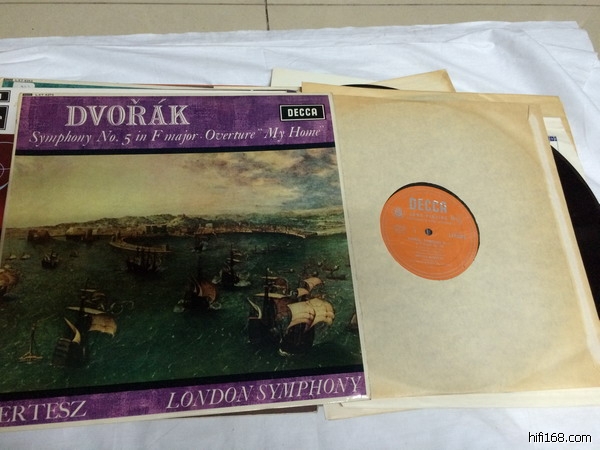 DVOŘÁK
DECCA
Symphony No. 5 in F major · Overture "My Home"
ERTESZ
LONDON SYMPHONY
DECCA
hifi168.com